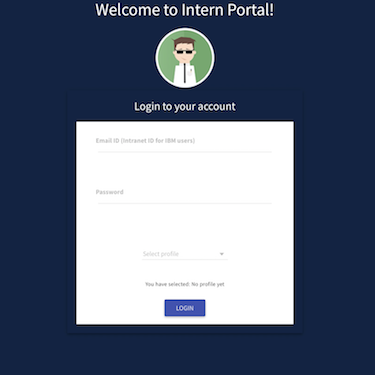 Welcome to Intern Portal!
Login to your account
Email ID (Intranet ID for IBM users)
Password
Select profile
You have selected: No profile yet
LOGIN